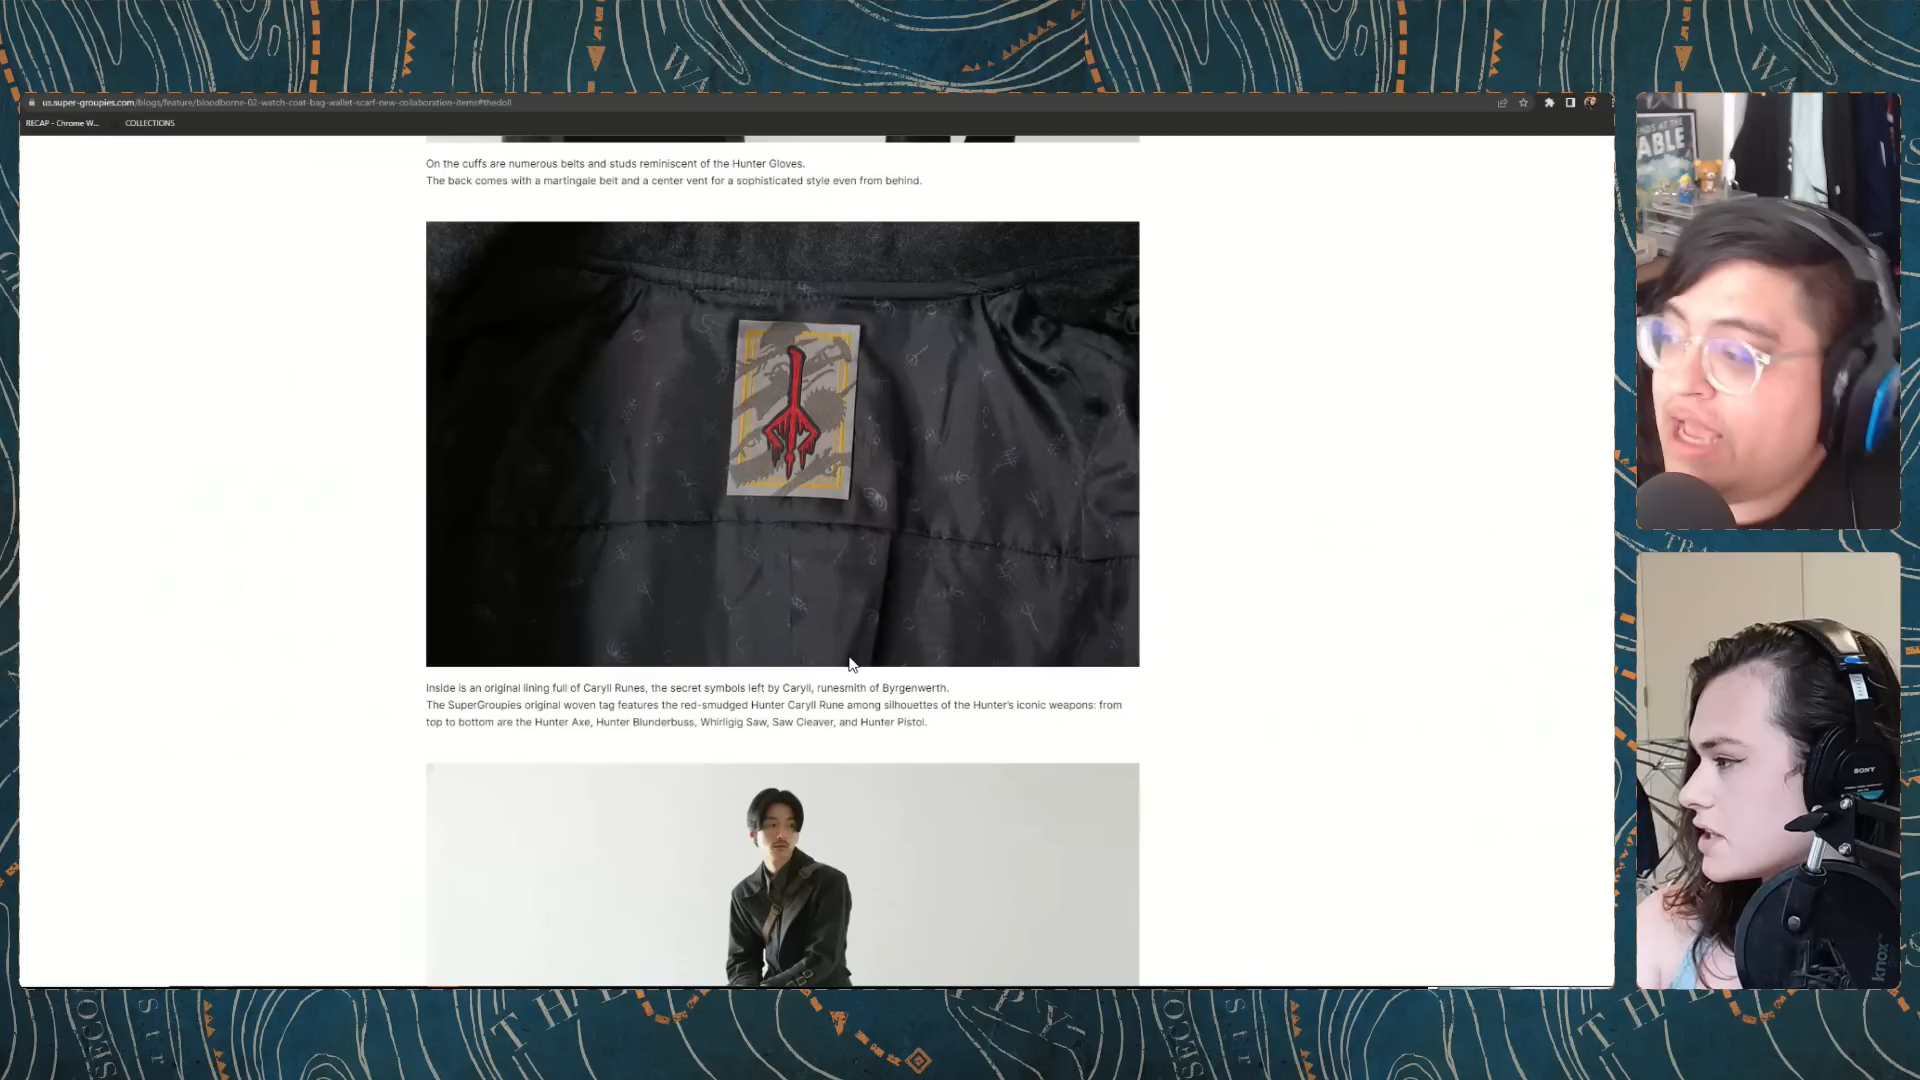 us.super-groupies.com/blogs/feature/bloodborne-02-watch-coat-bag-wallet-scarf-new-collaboration-items#thedoll
RECAP - Chrome W...
COLLECTIONS
On the cuffs are numerous belts and studs reminiscent of the Hunter Gloves.
The back comes with a martingale belt and a center vent for a sophisticated style even from behind.
Inside is an original lining full of Caryll Runes, the secret symbols left by Caryll, runesmith of Byrgenwerth.
The SuperGroupies original woven tag features the red-smudged Hunter Caryll Rune among silhouettes of the Hunter's iconic weapons: from
top to bottom are the Hunter Axe, Hunter Blunderbuss, Whirligig Saw, Saw Cleaver, and Hunter Pistol.
ABLE
SONY
knox